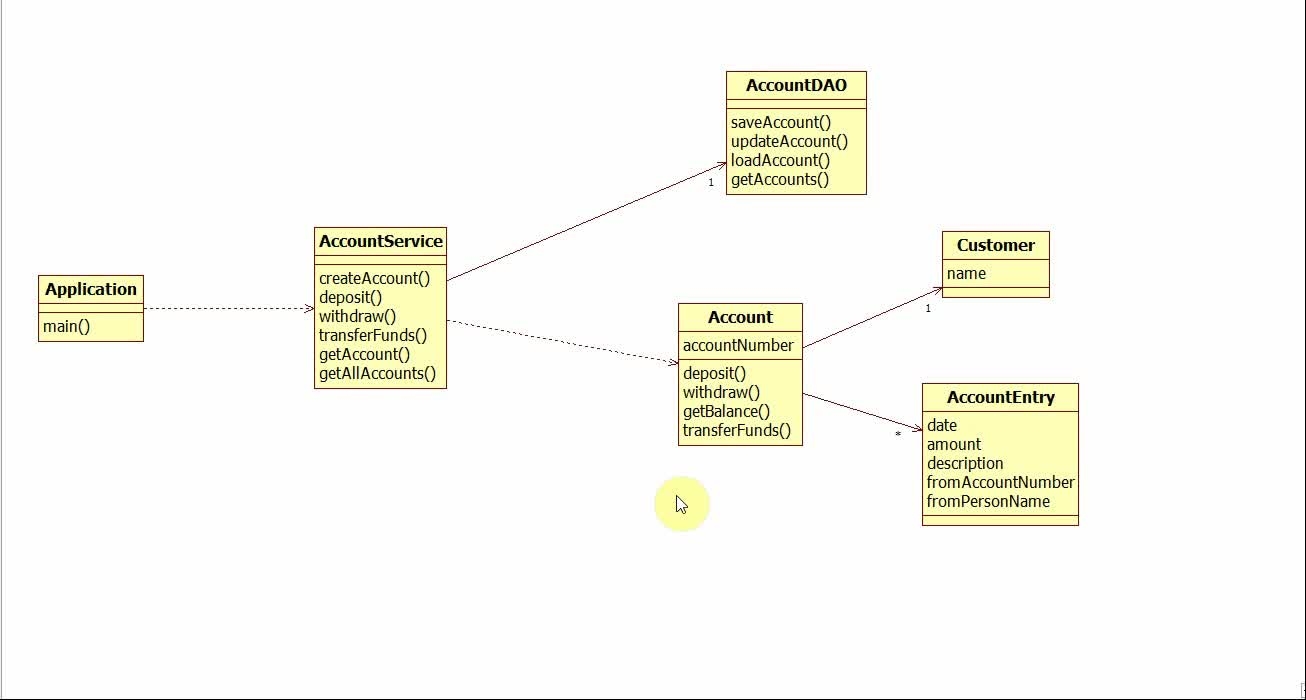 AccountDAO
saveAccount()
updateAccount()
loadAccount()
getAccounts()
1
AccountService
createAccount()
deposit()
withdraw()
transferFunds()
getAccount()
getAllAccounts()
Application
main()
Customer
name
1
Account
accountNumber
deposit()
withdraw()
getBalance()
transferFunds()
AccountEntry
date
amount
description
fromAccountNumber
fromPersonName
*